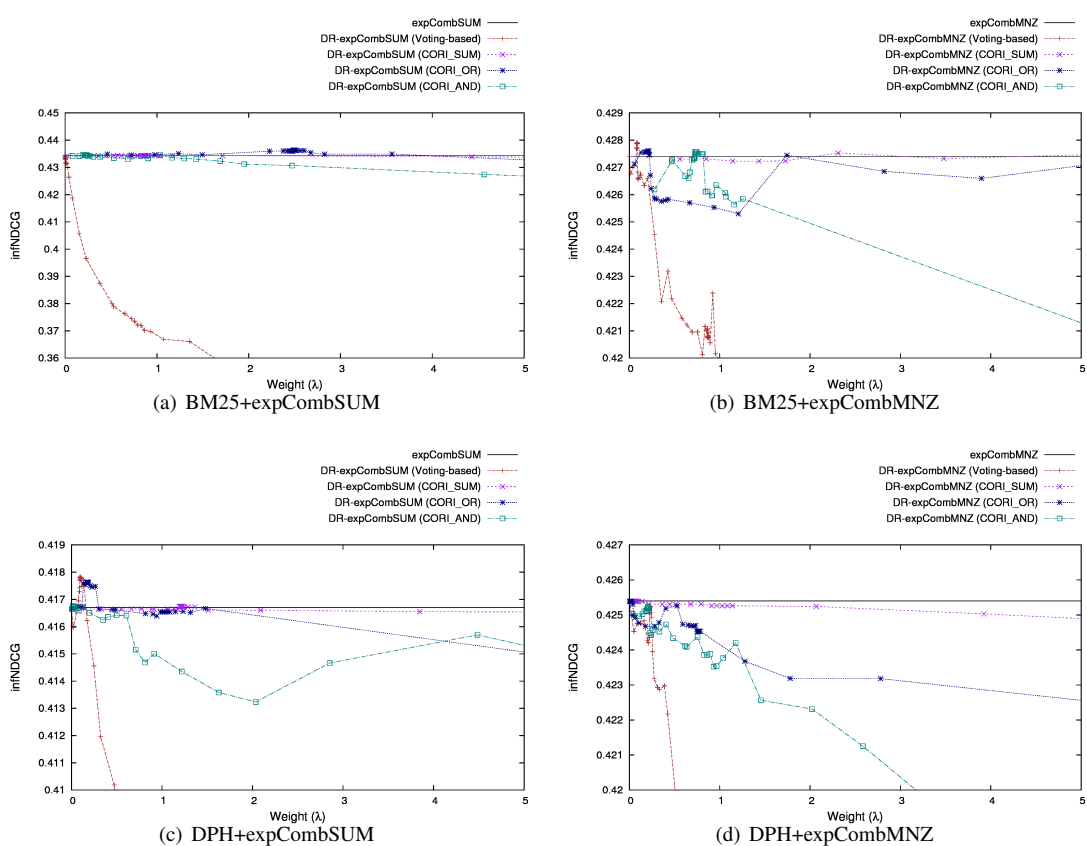 expCombSUM
DR-expCombSUM (Voting-based)
DR-expCombSUM (CORI_SUM)
DR-expCombSUM (CORI_OR)
DR-expCombSUM (CORI_AND)
0.45
0.44
0.43
0.42
0.41
0.4
0.39
0.38
0.37
0.36
infNDCG
0 1 2 3 4 5
Weight (λ)
(a) BM25+expCombSUM
expCombMNZ
DR-expCombMNZ (Voting-based)
DR-expCombMNZ (CORI_SUM)
DR-expCombMNZ (CORI_OR)
DR-expCombMNZ (CORI_AND)
0.429
0.428
0.427
0.426
0.425
0.424
0.423
0.422
0.421
0.42
infNDCG
0 1 2 3 4 5
Weight (λ)
(b) BM25+expCombMNZ
expCombSUM
DR-expCombSUM (Voting-based)
DR-expCombSUM (CORI_SUM)
DR-expCombSUM (CORI_OR)
DR-expCombSUM (CORI_AND)
0.419
0.418
0.417
0.416
0.415
0.414
0.413
0.412
0.411
0.41
infNDCG
0 1 2 3 4 5
Weight (λ)
(c) DPH+expCombSUM
expCombMNZ
DR-expCombMNZ (Voting-based)
DR-expCombMNZ (CORI_SUM)
DR-expCombMNZ (CORI_OR)
DR-expCombMNZ (CORI_AND)
0.427
0.426
0.425
0.424
0.423
0.422
0.421
0.42
infNDCG
0 1 2 3 4 5
Weight (λ)
(d) DPH+expCombMNZ